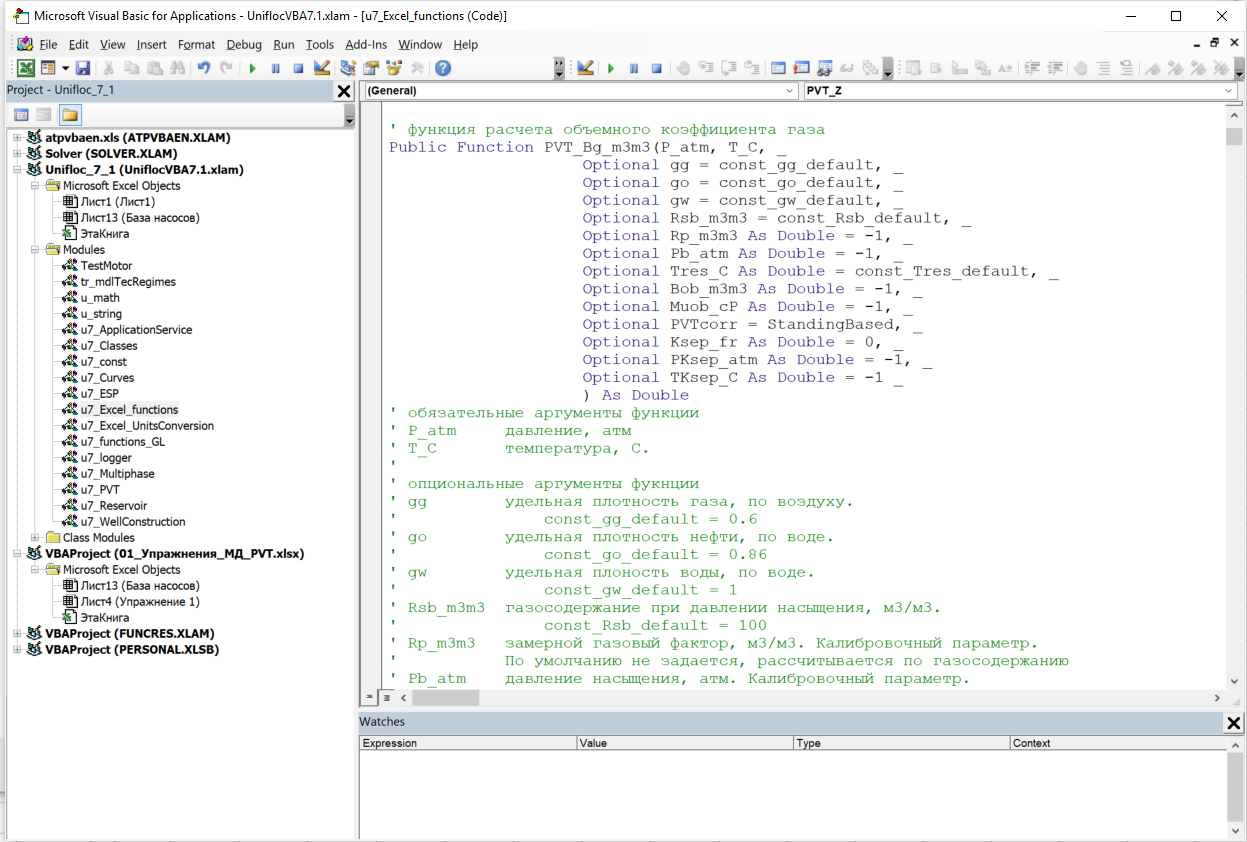 Microsoft Visual Basic for Applications - UniflocVBA7.1.xlam - [u7_Excel_functions (Code)]
File Edit View Insert Format Debug Run Tools Add-Ins Window Help
Project - Unifloc_7_1
atpvbaen.xls (ATPVBAEN.XLAM)
Solver (SOLVER.XLAM)
Unifloc_7_1 (UniflocVBA7.1.xlam)
Microsoft Excel Objects
Лист1 (Лист1)
Лист13 (База насосов)
ЭтаКнига
Modules
TestMotor
tr_mdlTecRegimes
u_math
u_string
u7_ApplicationService
u7_Classes
u7_const
u7_Curves
u7_ESP
u7_Excel_functions
u7_Excel_UnitsConversion
u7_functions_GL
u7_logger
u7_Multiphase
u7_PVT
u7_Reservoir
u7_WellConstruction
Class Modules
VBAProject (01_Упражнения_МД_PVT.xlsx)
Microsoft Excel Objects
Лист13 (База насосов)
Лист4 (Упражнение 1)
ЭтаКнига
VBAProject (FUNCRES.XLAM)
VBAProject (PERSONAL.XLSB)
(General) PVT_Z
' функция расчета объемного коэффициента газа
Public Function PVT_Bg_m3m3(P_atm, T_C, _
Optional gg = const_gg_default, _
Optional go = const_go_default, _
Optional gw = const_gw_default, _
Optional Rsb_m3m3 = const_Rsb_default, _
Optional Rp_m3m3 As Double = -1, _
Optional Pb_atm As Double = -1, _
Optional Tres_C As Double = const_Tres_default, _
Optional Bob_m3m3 As Double = -1, _
Optional Muob_cP As Double = -1, _
Optional PVTcorr = StandingBased, _
Optional Ksep_fr As Double = 0, _
Optional PKsep_atm As Double = -1, _
Optional TKsep_C As Double = -1 _
) As Double
' обязательные аргументы функции
' P_atm давление, атм
' T_C температура, С.
'
' опциональные аргументы фукнции
' gg удельная плотность газа, по воздуху.
' const_gg_default = 0.6
' go удельная плотность нефти, по воде.
' const_go_default = 0.86
' gw удельная плоность воды, по воде.
' const_gw_default = 1
' Rsb_m3m3 газосодержание при давлении насыщения, м3/м3.
' const_Rsb_default = 100
' Rp_m3m3 замерной газовый фактор, м3/м3. Калибровочный параметр.
' По умолчанию не задается, рассчитывается по газосодержанию
' Pb_atm давление насыщения, атм. Калибровочный параметр.
Watches
Expression Value Type Context